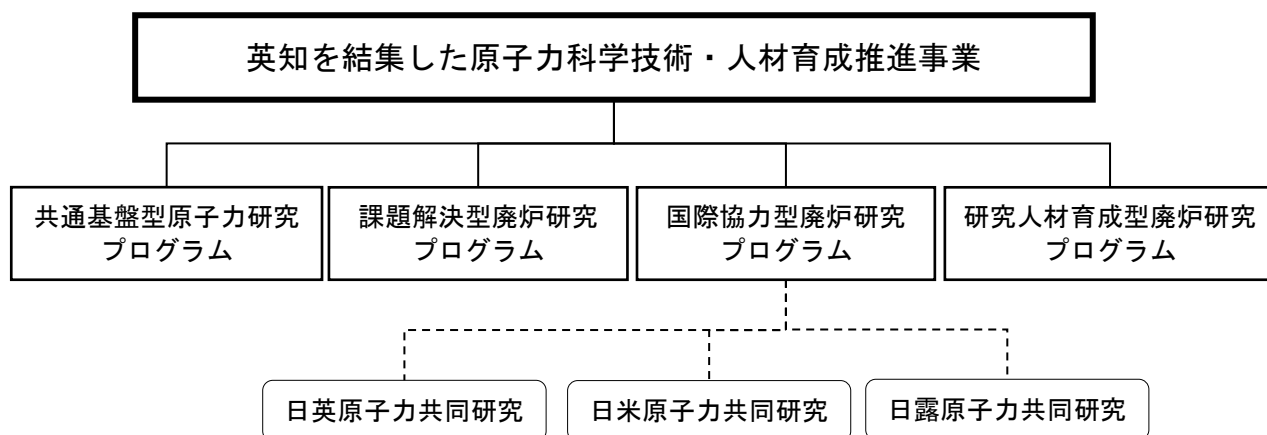 英知を結集した原子力科学技術・人材育成推進事業
共通基盤型原子力研究
プログラム
課題解決型廃炉研究
プログラム
国際協力型廃炉研究
プログラム
研究人材育成型廃炉研究
プログラム
日英原子力共同研究
日米原子力共同研究
日露原子力共同研究